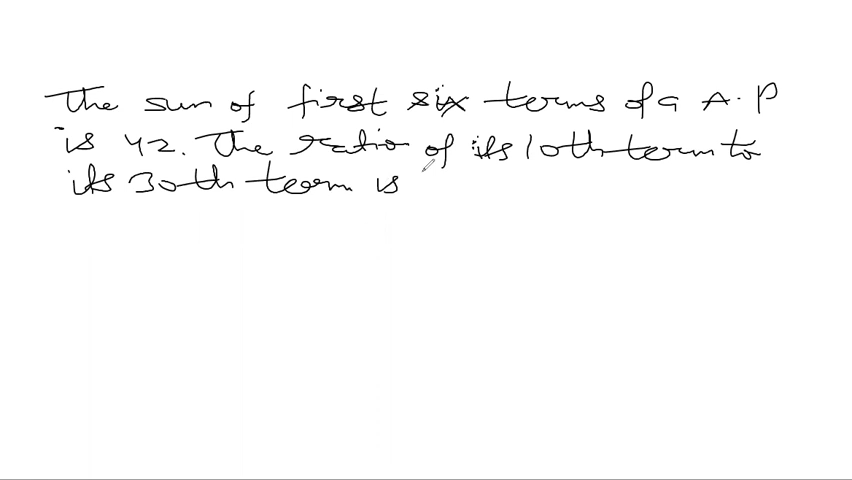 The sum of first six terms of a A.P
is 42. The ratio of its 10th term to
its 30th term is